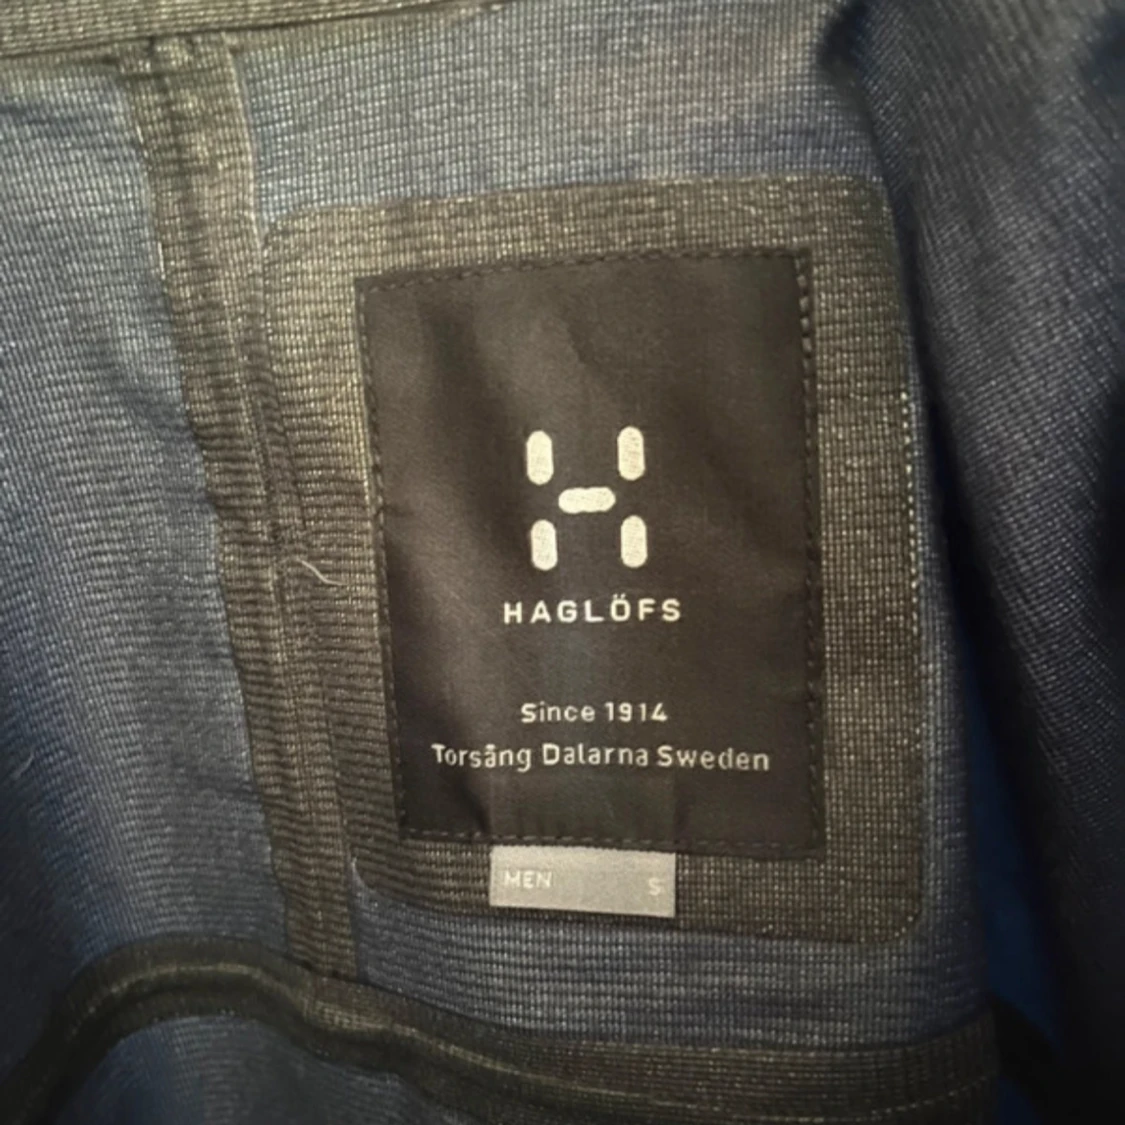 HAGLÖFS
Since 1914
Torsång Dalarna Sweden
MEN S